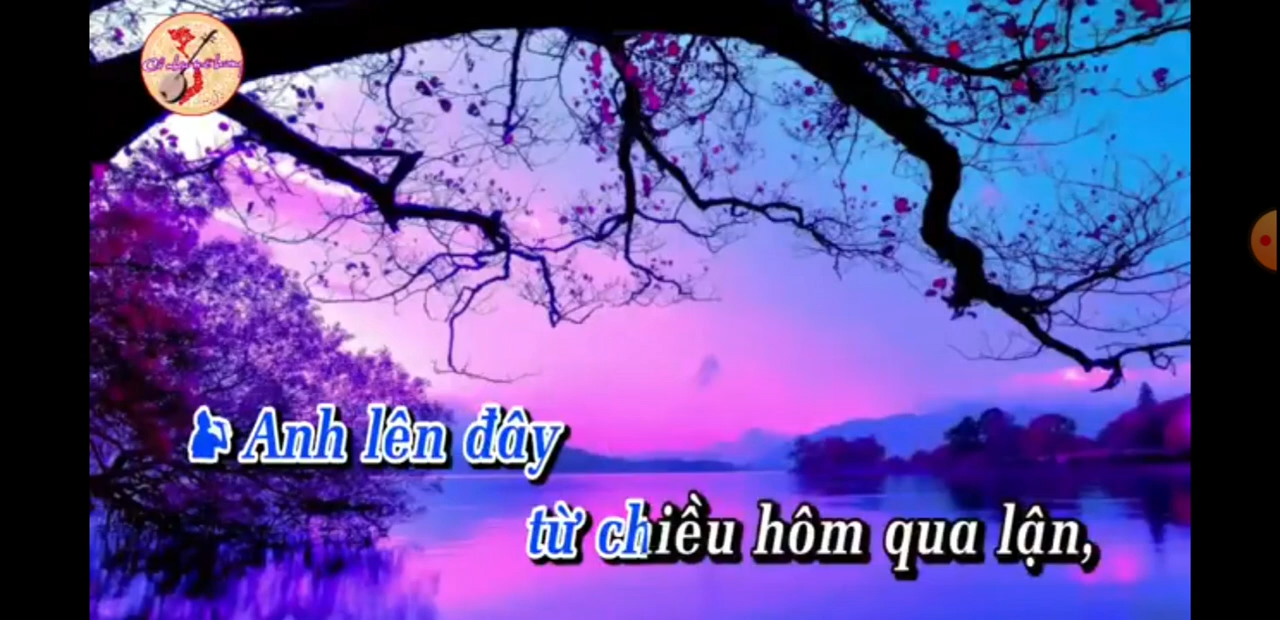 Anh lên đây
từ chiều hôm qua lận,